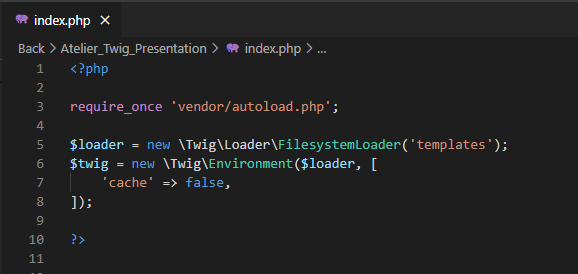 index.php ×
Back > Atelier_Twig_Presentation > index.php > ...
1 <?php
2
3 require_once 'vendor/autoload.php';
4
5 $loader = new \Twig\Loader\FilesystemLoader('templates');
6 $twig = new \Twig\Environment($loader, [
7     'cache' => false,
8 ]);
9
10 ?>
11